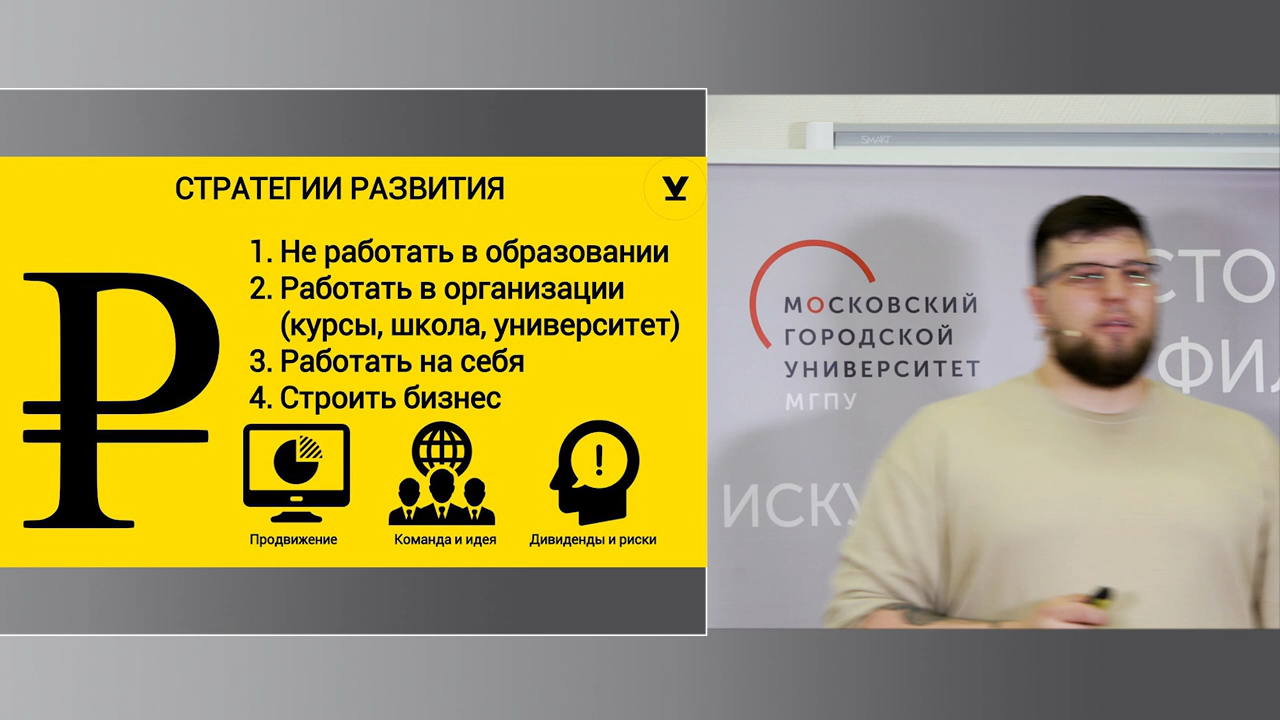 СТРАТЕГИИ РАЗВИТИЯ
1. Не работать в образовании
2. Работать в организации
(курсы, школа, университет)
3. Работать на себя
4. Строить бизнес
Продвижение
Команда и идея
Дивиденды и риски
SMART
МОСКОВСКИЙ
ГОРОДСКОЙ
УНИВЕРСИТЕТ
МГПУ